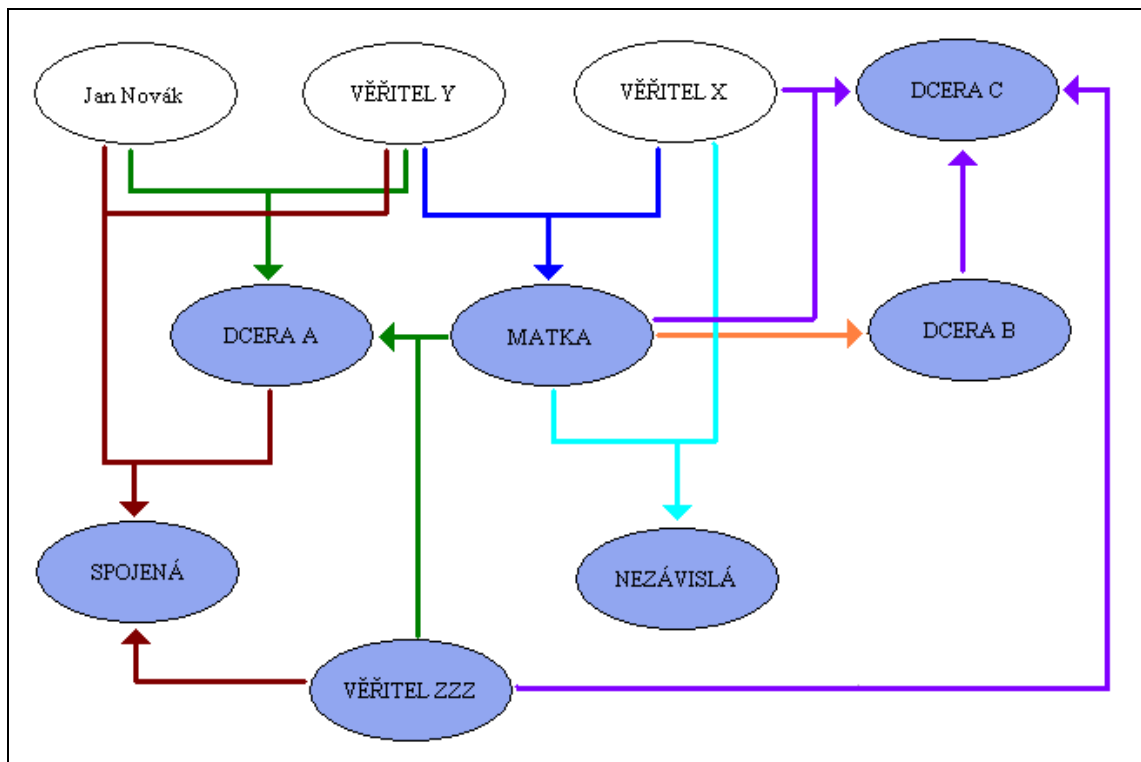 Jan Novák
VĚŘITEL Y
VĚŘITEL X
DCERA C
DCERA A
MATKA
DCERA B
SPOJENÁ
NEZÁVISLÁ
VĚŘITEL ZZZ